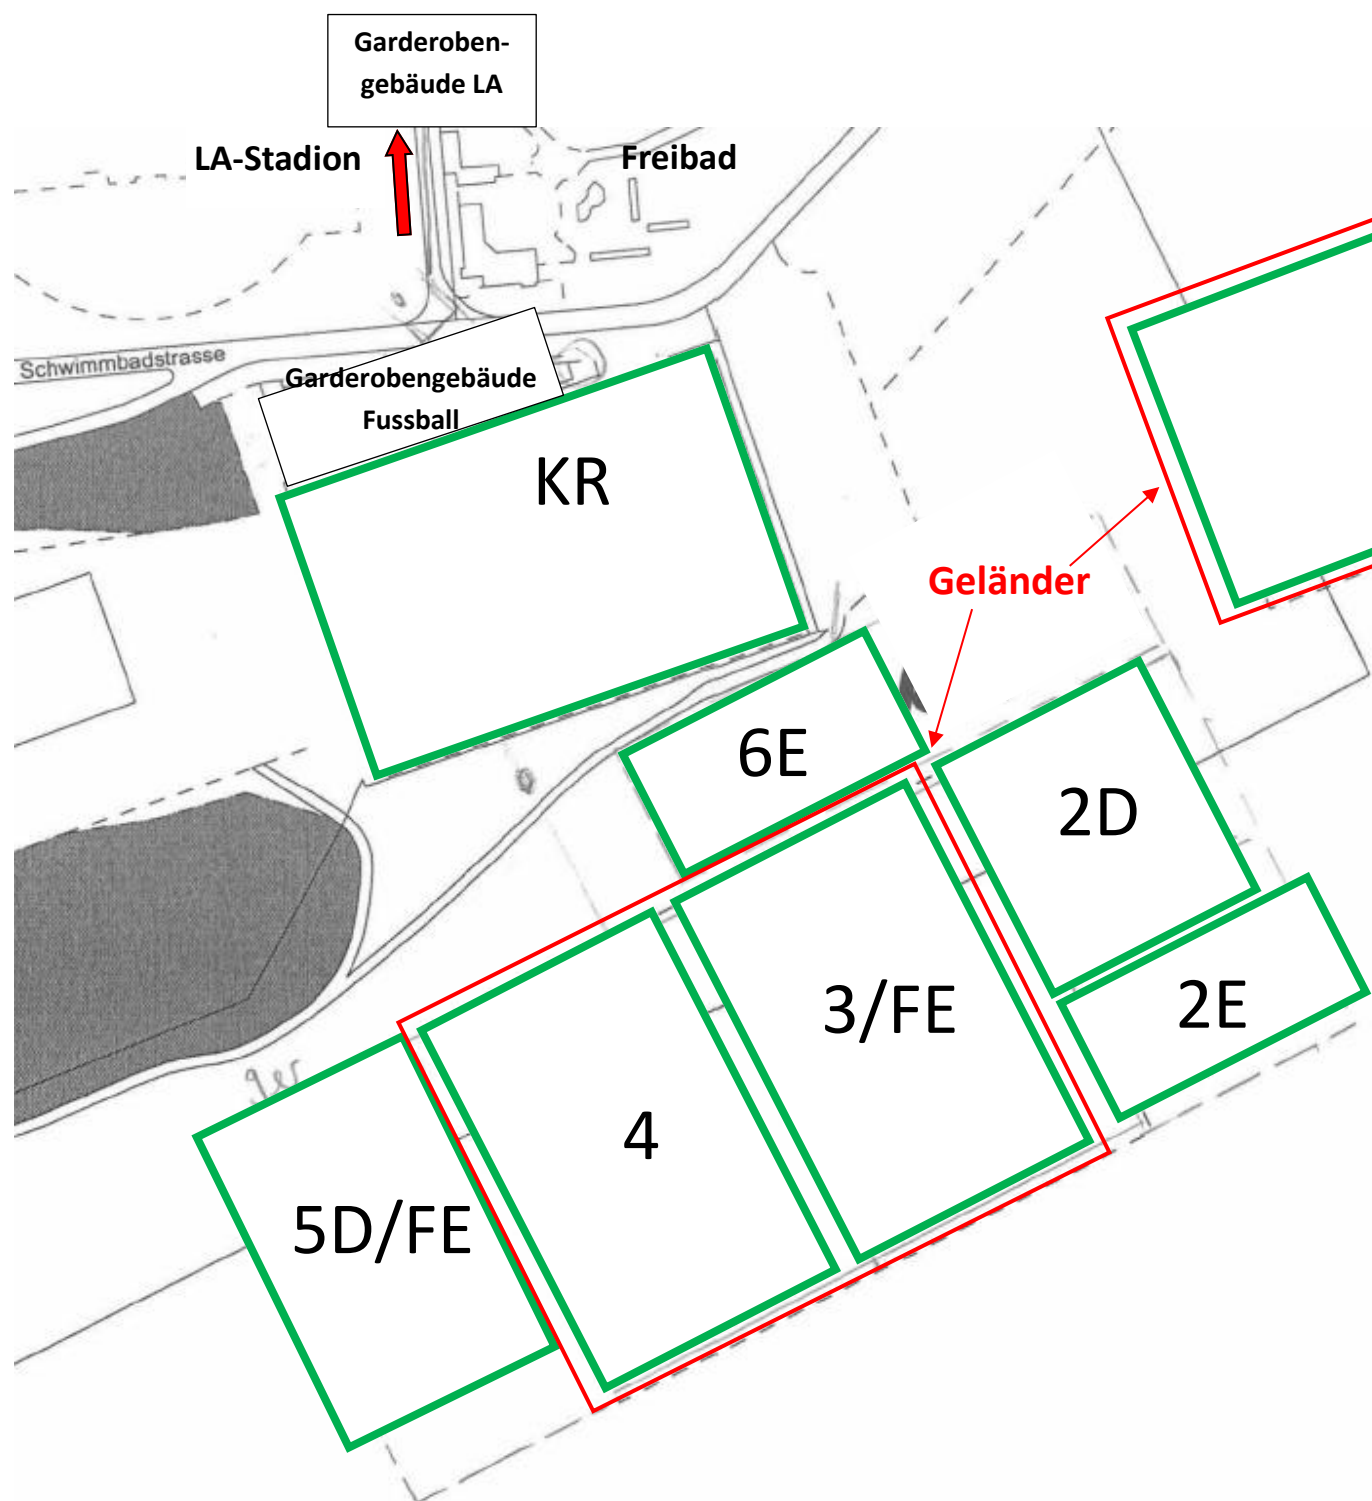 Garderoben-
gebäude LA
LA-Stadion
Freibad
Schwimmbadstrasse
Garderobengebäude
Fussball
KR
Geländer
6E
2D
3/FE
2E
4
5D/FE